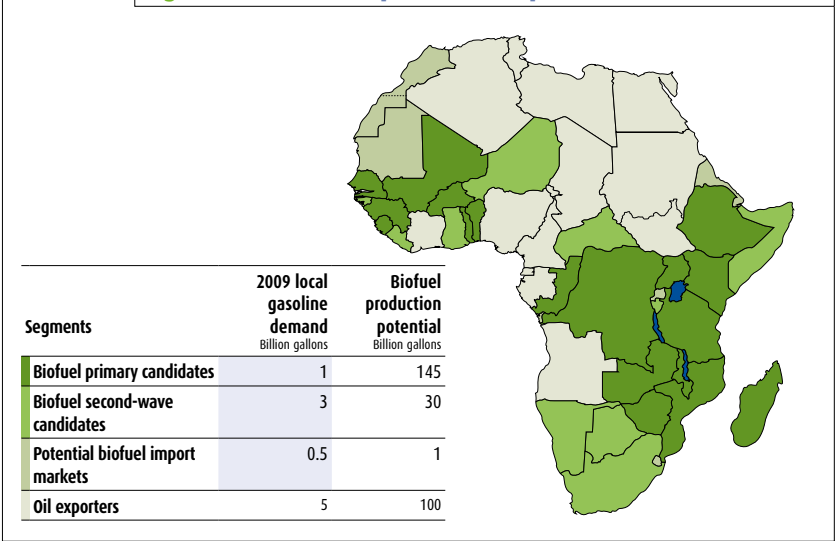 2009 local gasoline demand Billion gallons
Biofuel production potential Billion gallons
Segments
Biofuel primary candidates 1 145
Biofuel second-wave candidates 3 30
Potential biofuel import markets 0.5 1
Oil exporters 5 100